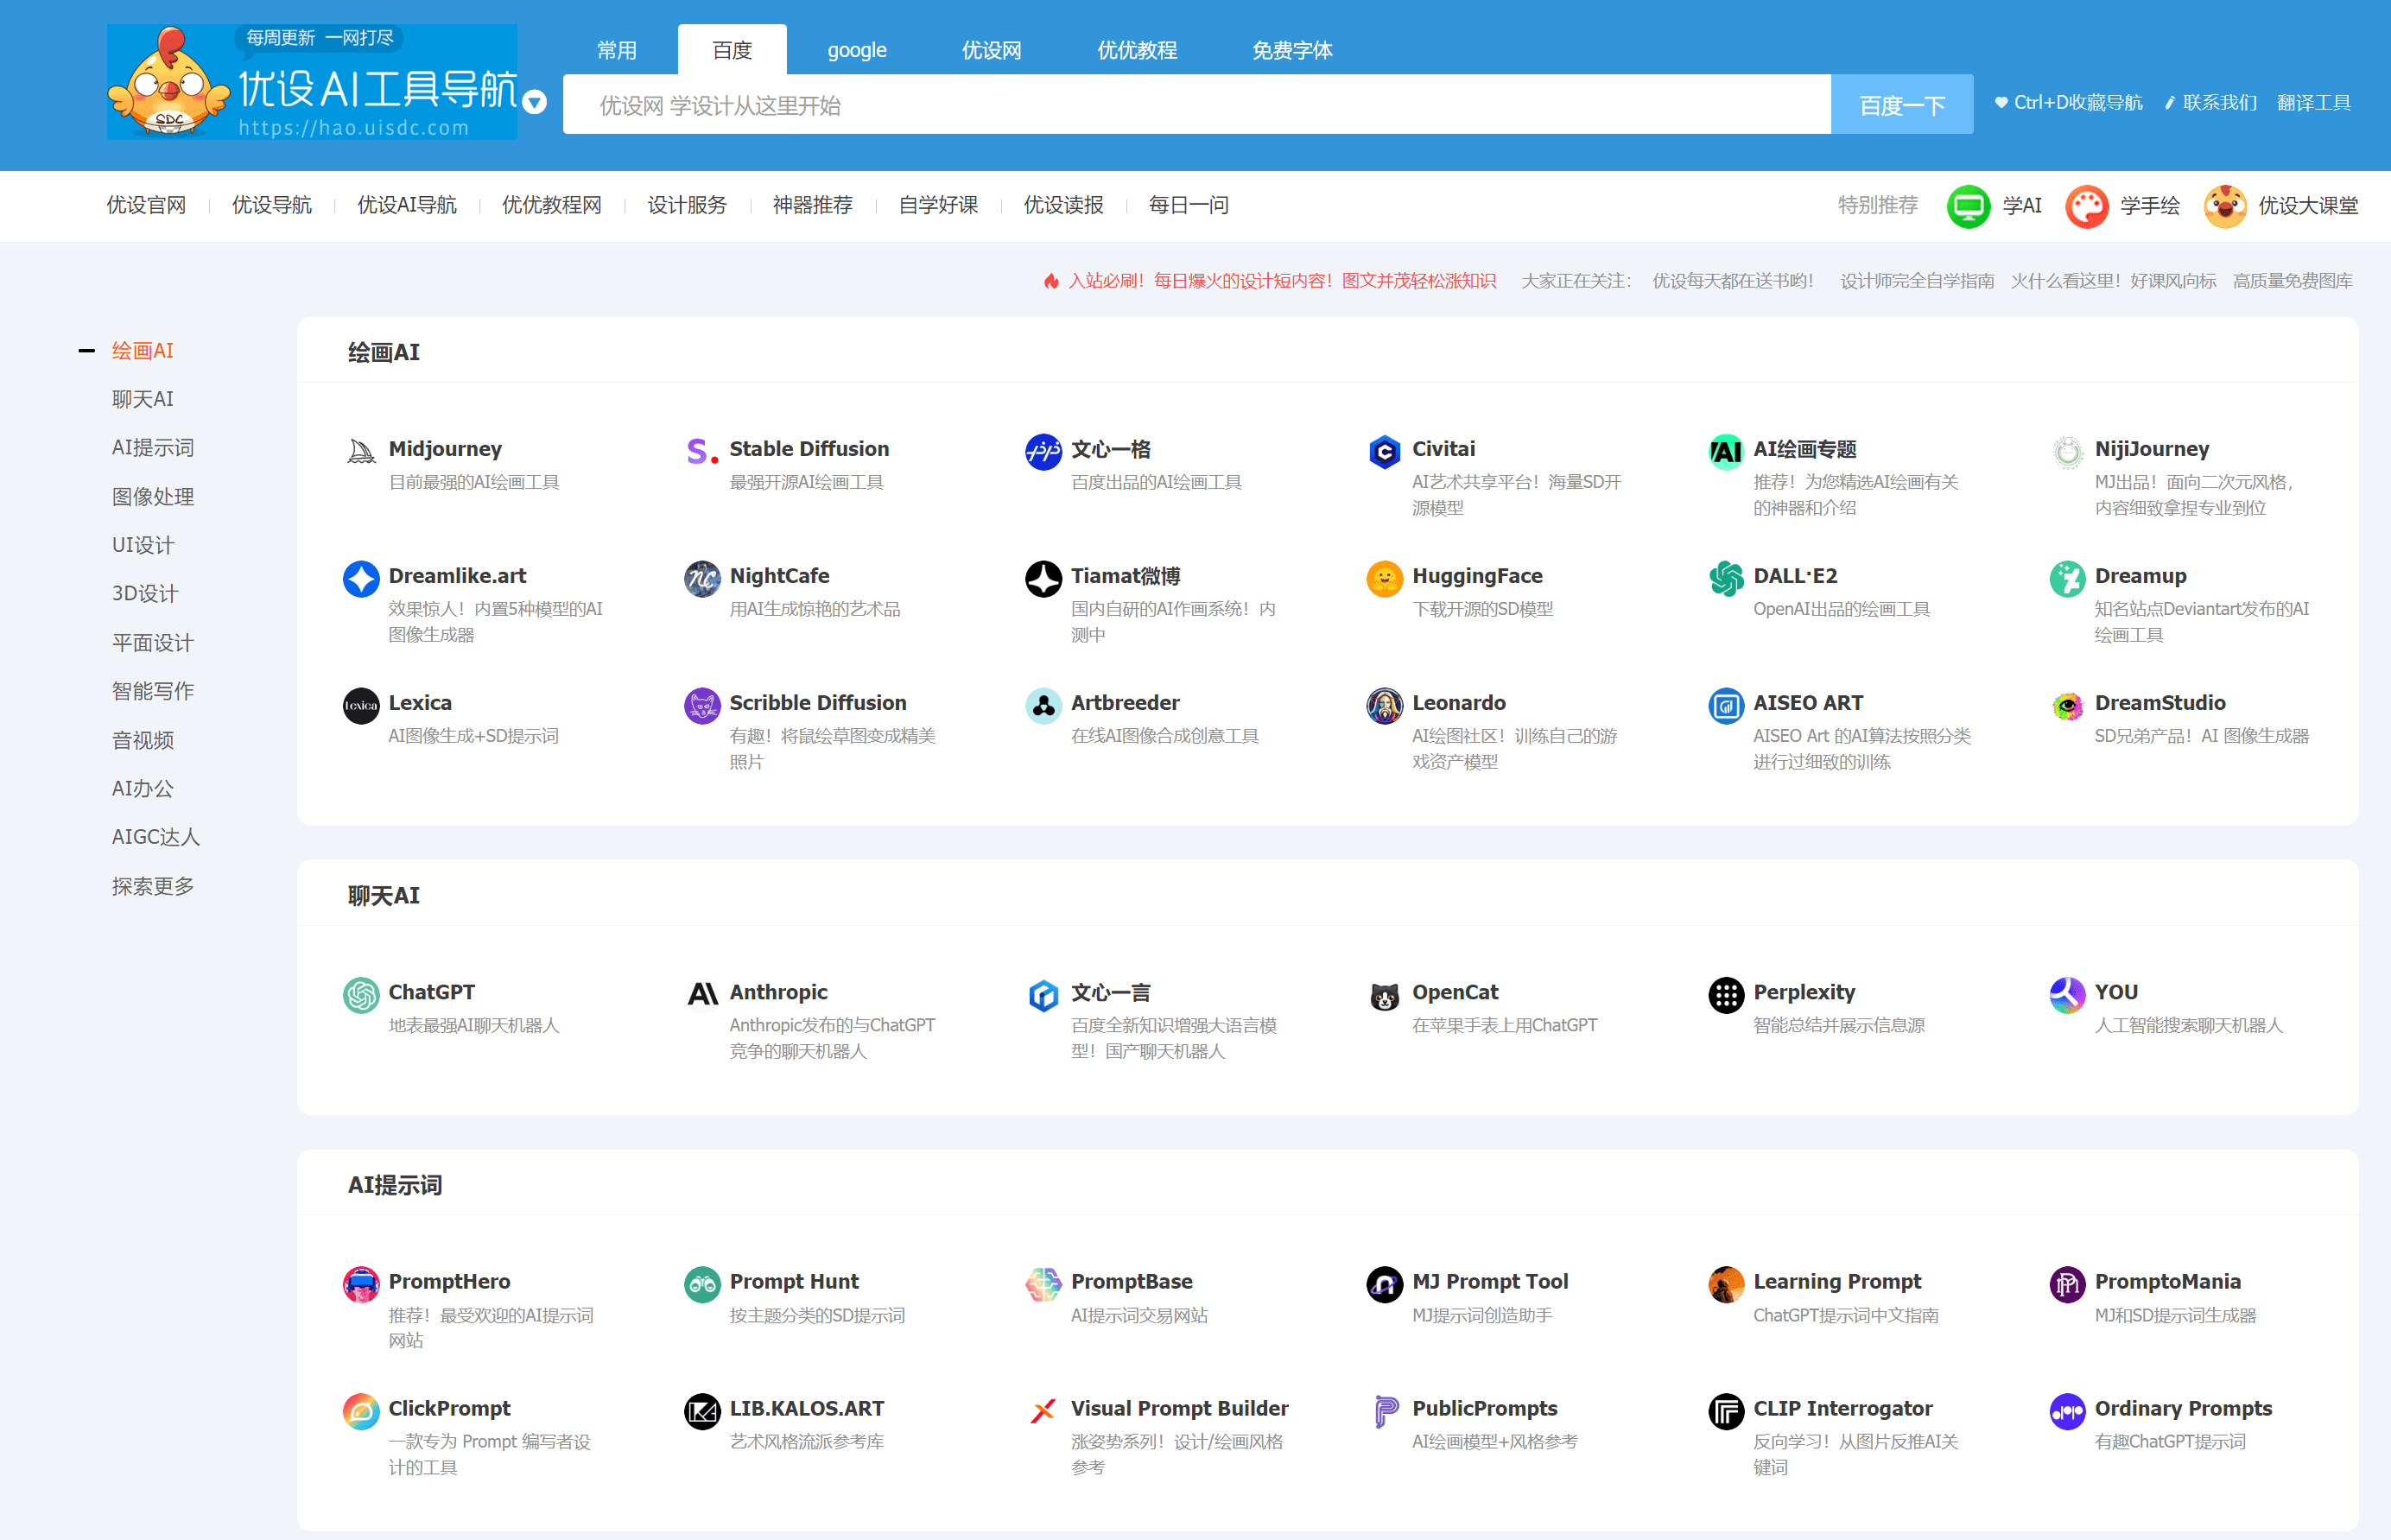 每周更新 一网打尽
优设AI工具导航
https://hao.uisdc.com
SDC
常用 百度 google 优设网 优优教程 免费字体
优设网 学设计从这里开始 百度一下
Ctrl+D收藏导航 联系我们 翻译工具
优设官网 优设导航 优设AI导航 优优教程网 设计服务 神器推荐 自学好课 优设读报 每日一问
特别推荐 学AI 学手绘 优设大课堂
入站必刷！每日爆火的设计短内容！图文并茂轻松涨知识 大家正在关注： 优设每天都在送书哟！ 设计师完全自学指南 火什么看这里！好课风向标 高质量免费图库
绘画AI
聊天AI
AI提示词
图像处理
UI设计
3D设计
平面设计
智能写作
音视频
AI办公
AIGC达人
探索更多
绘画AI
Midjourney
目前最强的AI绘画工具
Stable Diffusion
最强开源AI绘画工具
文心一格
百度出品的AI绘画工具
Civitai
AI艺术共享平台！海量SD开
源模型
AI绘画专题
推荐！为您精选AI绘画有关
的神器和介绍
NijiJourney
MJ出品！面向二次元风格，
内容细致拿捏专业到位
Dreamlike.art
效果惊人！内置5种模型的AI
图像生成器
NightCafe
用AI生成惊艳的艺术品
Tiamat微博
国内自研的AI作画系统！内
测中
HuggingFace
下载开源的SD模型
DALL·E2
OpenAI出品的绘画工具
Dreamup
知名站点Deviantart发布的AI
绘画工具
Lexica
AI图像生成+SD提示词
Scribble Diffusion
有趣！将鼠绘草图变成精美
照片
Artbreeder
在线AI图像合成创意工具
Leonardo
AI绘图社区！训练自己的游
戏资产模型
AISEO ART
AISEO Art 的AI算法按照分类
进行过细致的训练
DreamStudio
SD兄弟产品！AI 图像生成器
聊天AI
ChatGPT
地表最强AI聊天机器人
Anthropic
Anthropic发布的与ChatGPT
竞争的聊天机器人
文心一言
百度全新知识增强大语言模
型！国产聊天机器人
OpenCat
在苹果手表上用ChatGPT
Perplexity
智能总结并展示信息源
YOU
人工智能搜索聊天机器人
AI提示词
PromptHero
推荐！最受欢迎的AI提示词
网站
Prompt Hunt
按主题分类的SD提示词
PromptBase
AI提示词交易网站
MJ Prompt Tool
MJ提示词创造助手
Learning Prompt
ChatGPT提示词中文指南
PromptoMania
MJ和SD提示词生成器
ClickPrompt
一款专为 Prompt 编写者设
计的工具
LIB.KALOS.ART
艺术风格流派参考库
Visual Prompt Builder
涨姿势系列！设计/绘画风格
参考
PublicPrompts
AI绘画模型+风格参考
CLIP Interrogator
反向学习！从图片反推AI关
键词
Ordinary Prompts
有趣ChatGPT提示词